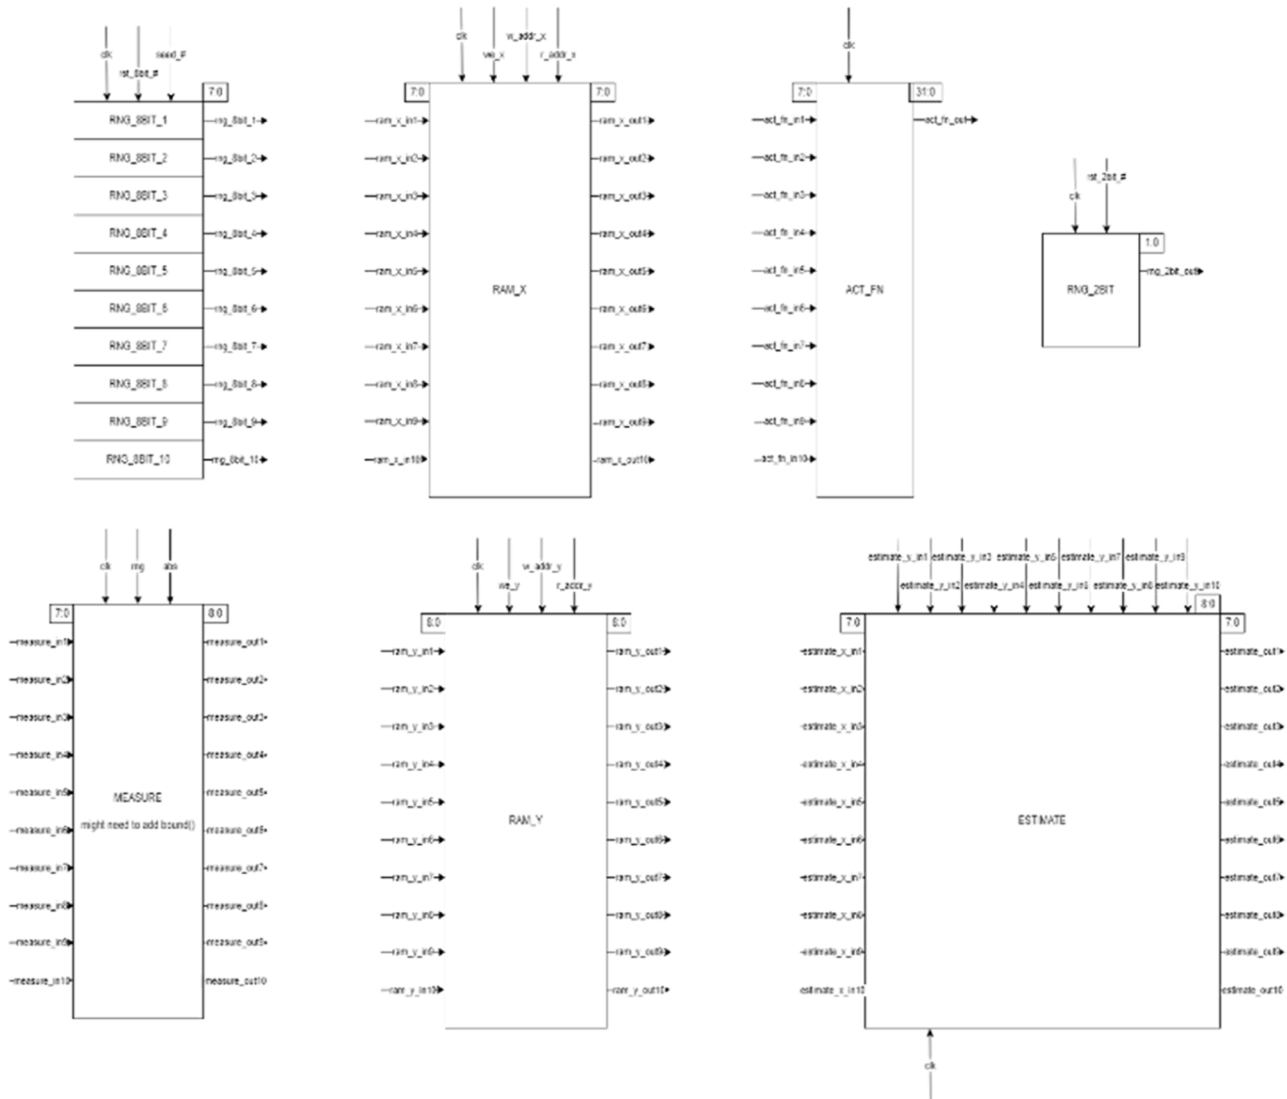 clk
rst_8bit_#
seed_#
7:0
RNG_8BIT_1
RNG_8BIT_2
RNG_8BIT_3
RNG_8BIT_4
RNG_8BIT_5
RNG_8BIT_6
RNG_8BIT_7
RNG_8BIT_8
RNG_8BIT_9
RNG_8BIT_10
rng_8bit_1
rng_8bit_2
rng_8bit_3
rng_8bit_4
rng_8bit_5
rng_8bit_6
rng_8bit_7
rng_8bit_8
rng_8bit_9
rng_8bit_10
clk
we_x
w_addr_x
r_addr_x
7:0
7:0
ram_x_in1
ram_x_in2
ram_x_in3
ram_x_in4
ram_x_in5
ram_x_in6
ram_x_in7
ram_x_in8
ram_x_in9
ram_x_in10
RAM_X
ram_x_out1
ram_x_out2
ram_x_out3
ram_x_out4
ram_x_out5
ram_x_out6
ram_x_out7
ram_x_out8
ram_x_out9
ram_x_out10
clk
7:0
31:0
act_fn_in1
act_fn_in2
act_fn_in3
act_fn_in4
act_fn_in5
act_fn_in6
act_fn_in7
act_fn_in8
act_fn_in9
act_fn_in10
ACT_FN
act_fn_out
clk
rst_2bit_#
1:0
RNG_2BIT
rng_2bit_out
clk
rng
abs
7:0
8:0
measure_in1
measure_in2
measure_in3
measure_in4
measure_in5
measure_in6
measure_in7
measure_in8
measure_in9
measure_in10
MEASURE
might need to add bound()
measure_out1
measure_out2
measure_out3
measure_out4
measure_out5
measure_out6
measure_out7
measure_out8
measure_out9
measure_out10
clk
we_y
w_addr_y
r_addr_y
8:0
8:0
ram_y_in1
ram_y_in2
ram_y_in3
ram_y_in4
ram_y_in5
ram_y_in6
ram_y_in7
ram_y_in8
ram_y_in9
ram_y_in10
RAM_Y
ram_y_out1
ram_y_out2
ram_y_out3
ram_y_out4
ram_y_out5
ram_y_out6
ram_y_out7
ram_y_out8
ram_y_out9
ram_y_out10
estimate_y_in1
estimate_y_in2
estimate_y_in3
estimate_y_in4
estimate_y_in5
estimate_y_in6
estimate_y_in7
estimate_y_in8
estimate_y_in9
estimate_y_in10
8:0
7:0
7:0
estimate_x_in1
estimate_x_in2
estimate_x_in3
estimate_x_in4
estimate_x_in5
estimate_x_in6
estimate_x_in7
estimate_x_in8
estimate_x_in9
estimate_x_in10
ESTIMATE
estimate_out1
estimate_out2
estimate_out3
estimate_out4
estimate_out5
estimate_out6
estimate_out7
estimate_out8
estimate_out9
estimate_out10
clk